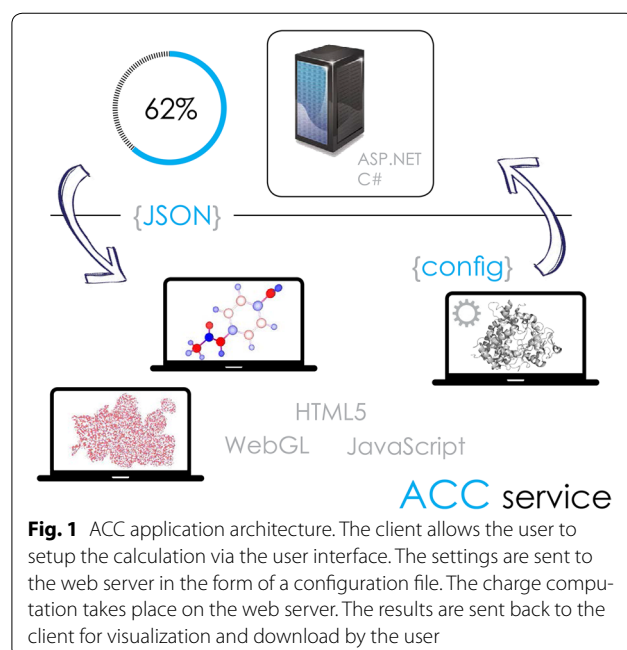 62%
ASP.NET
C#
{JSON}
{config}
HTML5
WebGL JavaScript
ACC service
Fig. 1 ACC application architecture. The client allows the user to
setup the calculation via the user interface. The settings are sent to
the web server in the form of a configuration file. The charge compu-
tation takes place on the web server. The results are sent back to the
client for visualization and download by the user